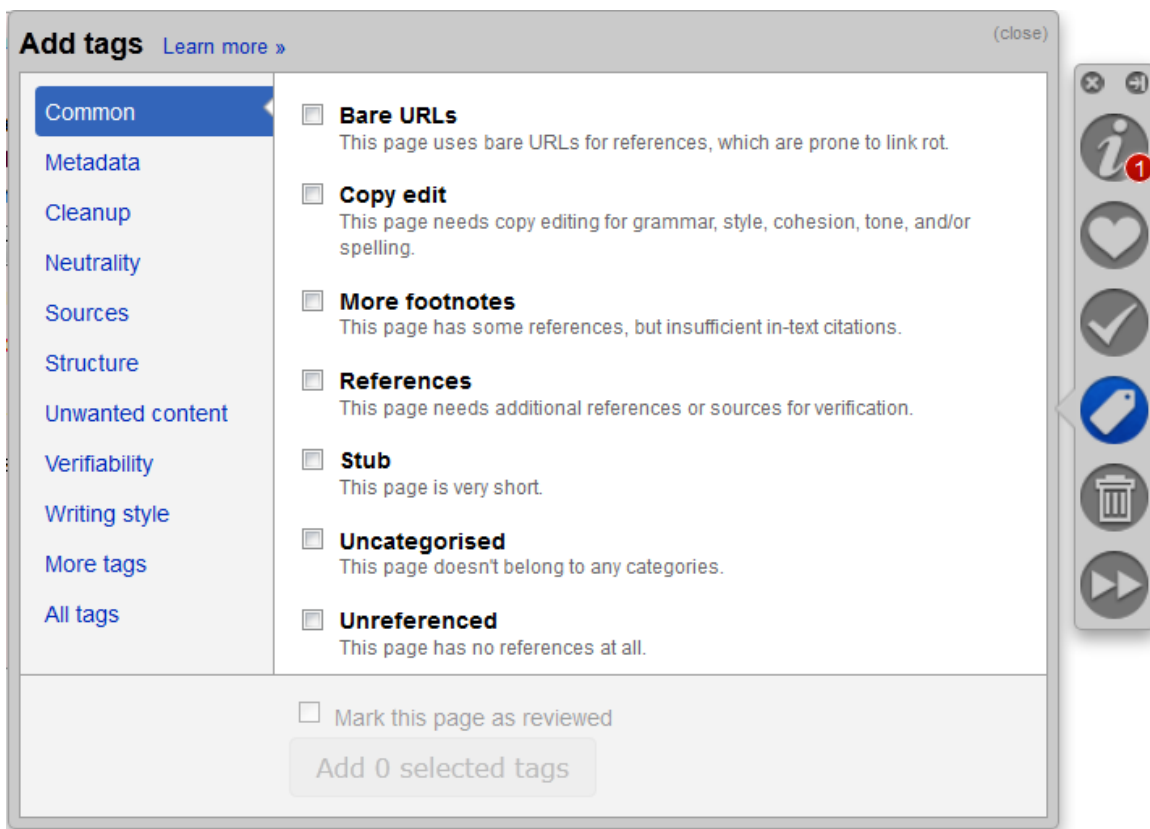 Add tags Learn more »
(close)
Common
Metadata
Cleanup
Neutrality
Sources
Structure
Unwanted content
Verifiability
Writing style
More tags
All tags
Bare URLs
This page uses bare URLs for references, which are prone to link rot.
Copy edit
This page needs copy editing for grammar, style, cohesion, tone, and/or
spelling.
More footnotes
This page has some references, but insufficient in-text citations.
References
This page needs additional references or sources for verification.
Stub
This page is very short.
Uncategorised
This page doesn't belong to any categories.
Unreferenced
This page has no references at all.
Mark this page as reviewed
Add 0 selected tags
i
1